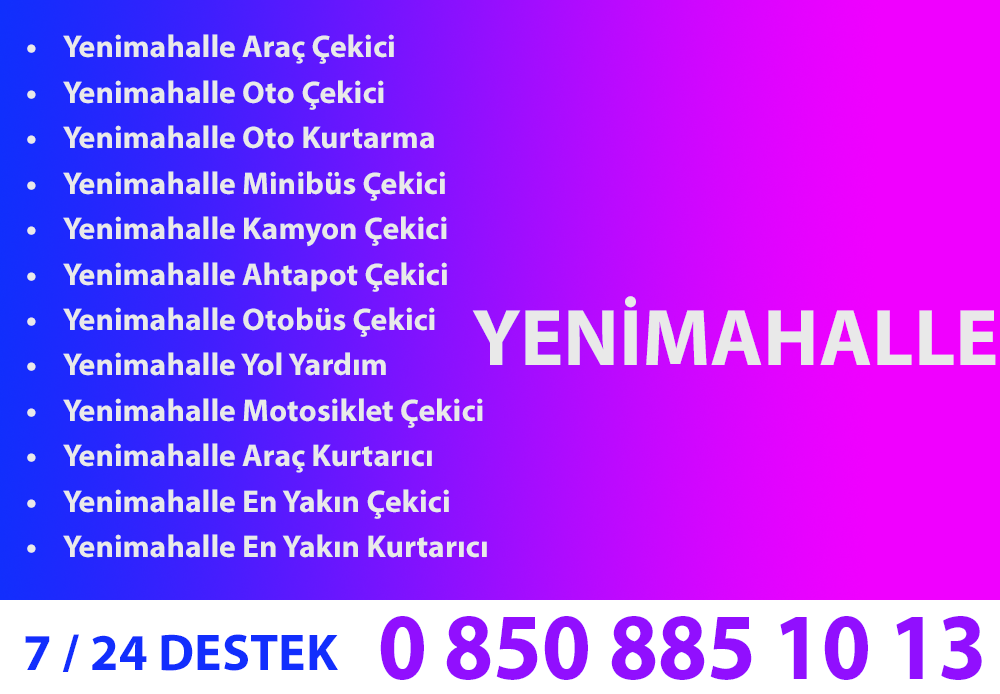 • Yenimahalle Araç Çekici
• Yenimahalle Oto Çekici
• Yenimahalle Oto Kurtarma
• Yenimahalle Minibüs Çekici
• Yenimahalle Kamyon Çekici
• Yenimahalle Ahtapot Çekici
• Yenimahalle Otobüs Çekici
• Yenimahalle Yol Yardım
• Yenimahalle Motosiklet Çekici
• Yenimahalle Araç Kurtarıcı
• Yenimahalle En Yakın Çekici
• Yenimahalle En Yakın Kurtarıcı
YENİMAHALLE
7 / 24 DESTEK 0 850 885 10 13